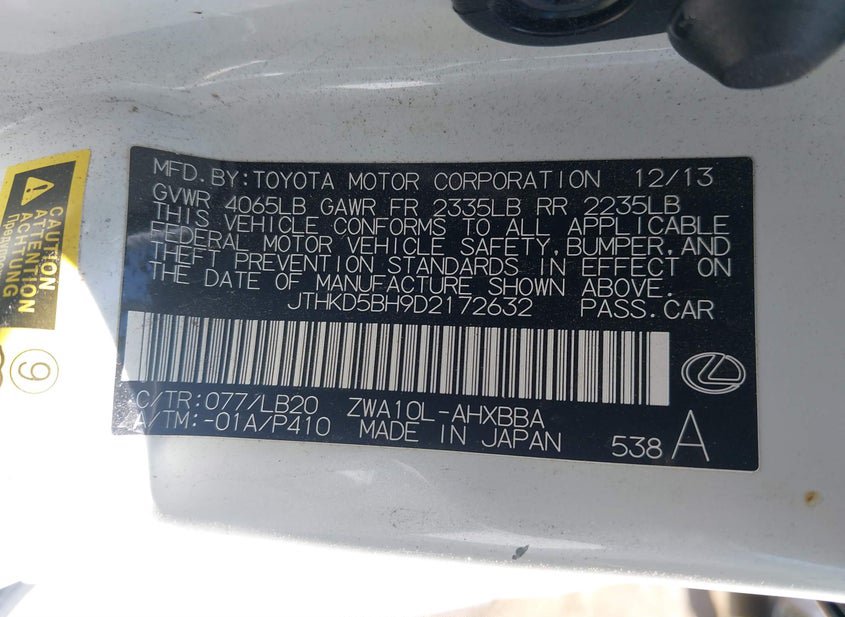 MFD.BY:TOYOTA MOTOR CORPORATION 12/13
GVWR 4065LB GAWR FR 2335LB RR 2235LB
THIS VEHICLE CONFORMS TO ALL APPLICABLE
FEDERAL MOTOR VEHICLE SAFETY, BUMPER, AND
THEFT PREVENTION STANDARDS IN EFFECT ON
THE DATE OF MANUFACTURE SHOWN ABOVE.
JTHKD5BH9D2172632 PASS.CAR
C/TR:077/LB20 ZWA10L-AHXBBA
A/TM:-01A/P410 MADE IN JAPAN
538 A
CAUTION
ATTENTION
ACHTUNG
9